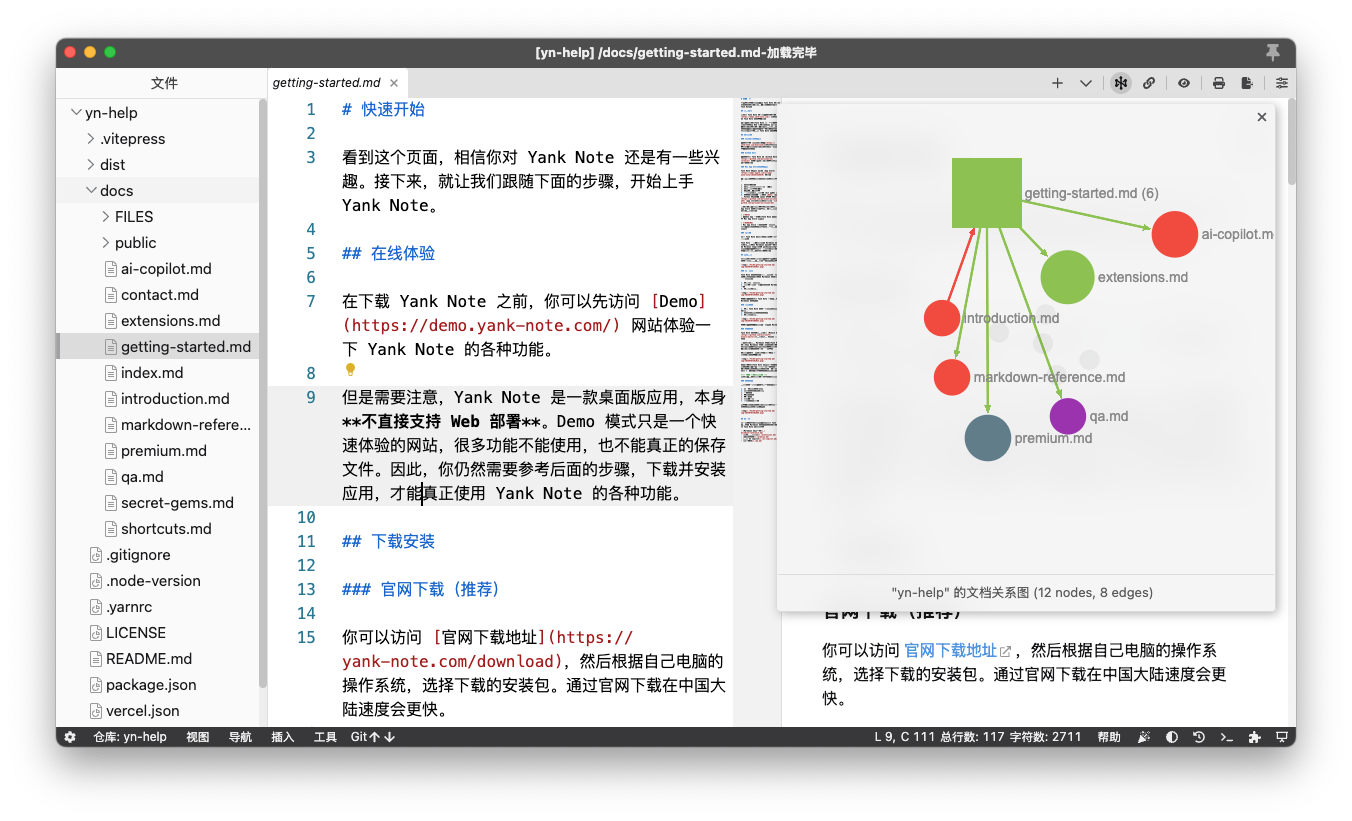 [yn-help] /docs/getting-started.md-加载完毕
文件
getting-started.md
yn-help
.vitepress
dist
docs
FILES
public
ai-copilot.md
contact.md
extensions.md
getting-started.md
index.md
introduction.md
markdown-refere...
premium.md
qa.md
secret-gems.md
shortcuts.md
.gitignore
.node-version
.yarnrc
LICENSE
README.md
package.json
vercel.json
1 # 快速开始
2
3 看到这个页面，相信你对 Yank Note 还是有一些兴
趣。接下来，就让我们跟随下面的步骤，开始上手
Yank Note。
4
5 ## 在线体验
6
7 在下载 Yank Note 之前，你可以先访问 [Demo]
(https://demo.yank-note.com/) 网站体验一
下 Yank Note 的各种功能。
8
9 但是需要注意，Yank Note 是一款桌面版应用，本身
**不直接支持 Web 部署**。Demo 模式只是一个快
速体验的网站，很多功能不能使用，也不能真正的保存
文件。因此，你仍然需要参考后面的步骤，下载并安装
应用，才能真正使用 Yank Note 的各种功能。
10
11 ## 下载安装
12
13 ### 官网下载（推荐）
14
15 你可以访问 [官网下载地址](https://
yank-note.com/download)，然后根据自己电脑的
操作系统，选择下载的安装包。通过官网下载在中国大
陆速度会更快。
getting-started.md (6)
ai-copilot.m
extensions.md
introduction.md
markdown-reference.md
qa.md
premium.md
"yn-help" 的文档关系图 (12 nodes, 8 edges)
官网下载（推荐）
你可以访问 官网下载地址 ，然后根据自己电脑的操作系
统，选择下载的安装包。通过官网下载在中国大陆速度会更
快。
仓库: yn-help 视图 导航 插入 工具 Git
L 9, C 111 总行数: 117 字符数: 2711 帮助